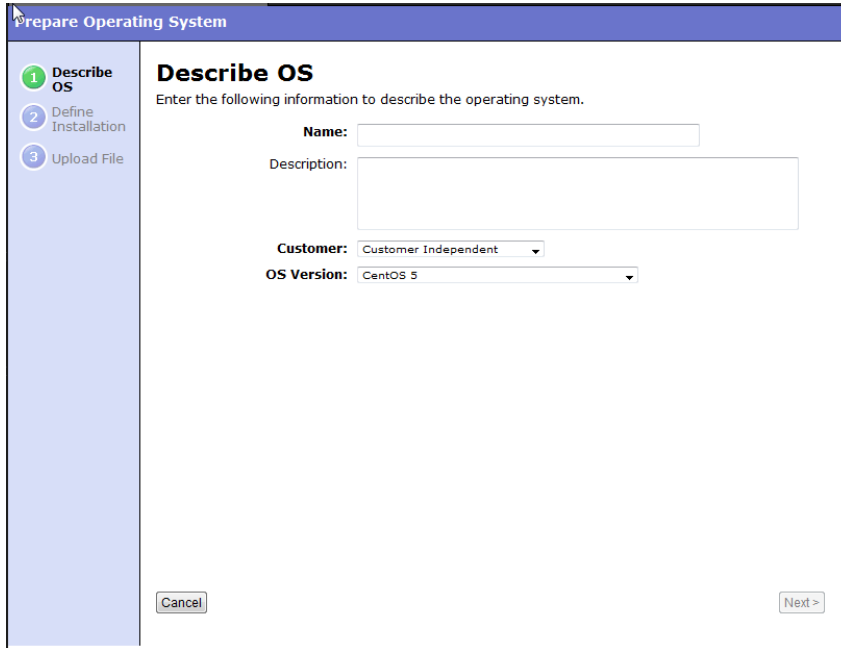 Prepare Operating System
1 Describe
OS
2 Define
Installation
3 Upload File
Describe OS
Enter the following information to describe the operating system.
Name:
Description:
Customer: Customer Independent
OS Version: CentOS 5
Cancel
Next >